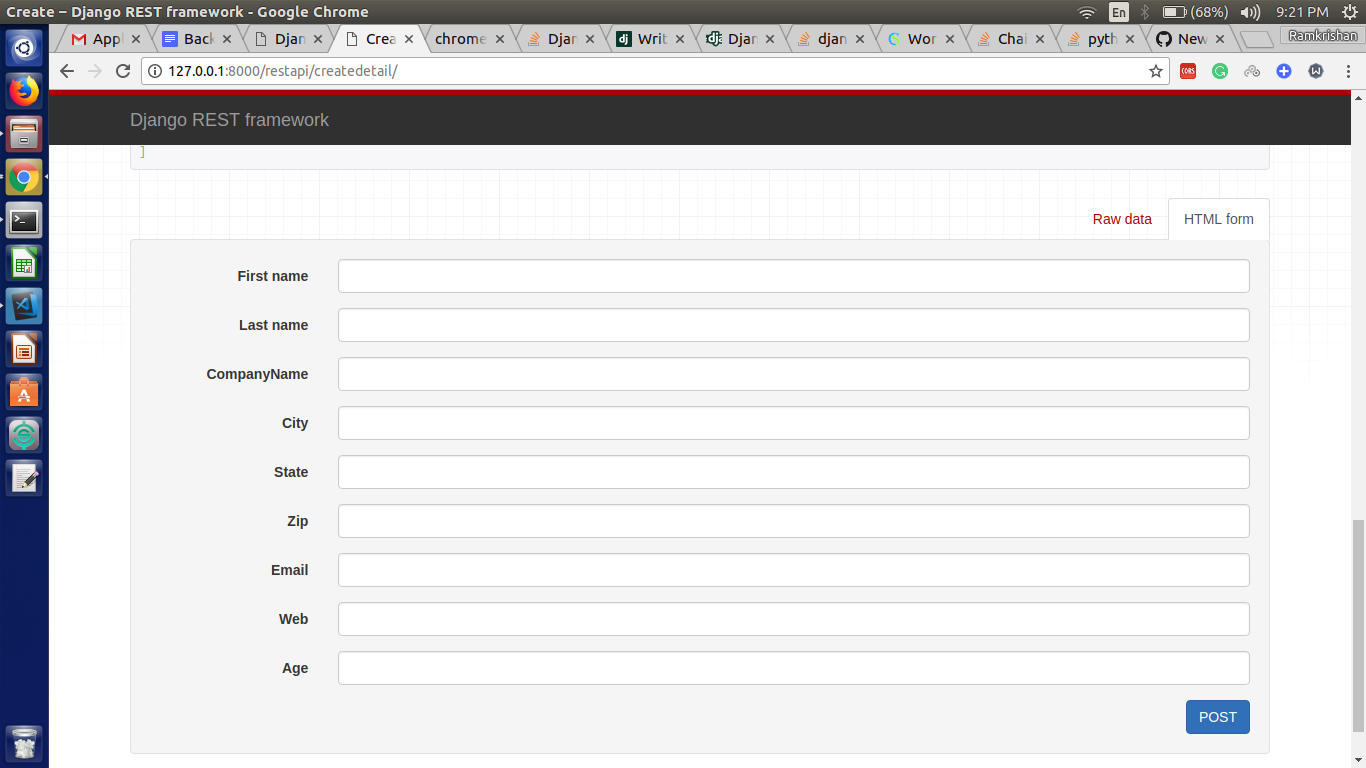 Create – Django REST framework - Google Chrome
En (68%) 9:21 PM
Appl Back Djan Crea chrome Djan Writ Djan djan Wor Chai pyth New Ramkrishan
127.0.0.1:8000/restapi/createdetail/
CORS
Django REST framework
]
Raw data HTML form
First name
Last name
CompanyName
City
State
Zip
Email
Web
Age
POST